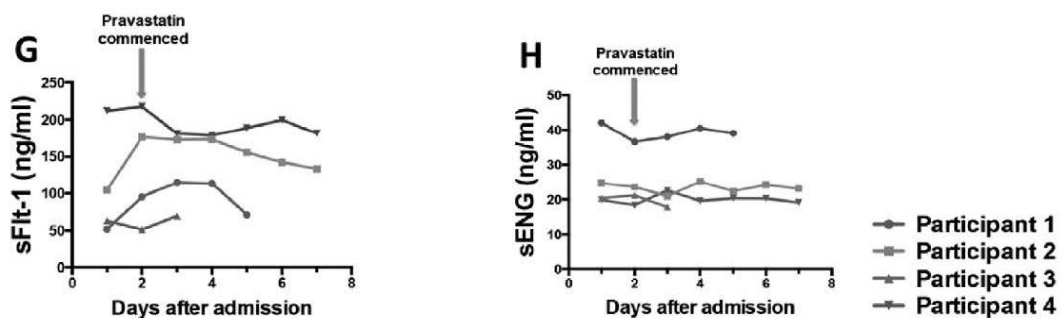 G
Pravastatin
commenced
sFlt-1 (ng/ml)
250
200
150
100
50
0
0 2 4 6 8
Days after admission
H
Pravastatin
commenced
sENG (ng/ml)
50
40
30
20
10
0
0 2 4 6 8
Days after admission
Participant 1
Participant 2
Participant 3
Participant 4